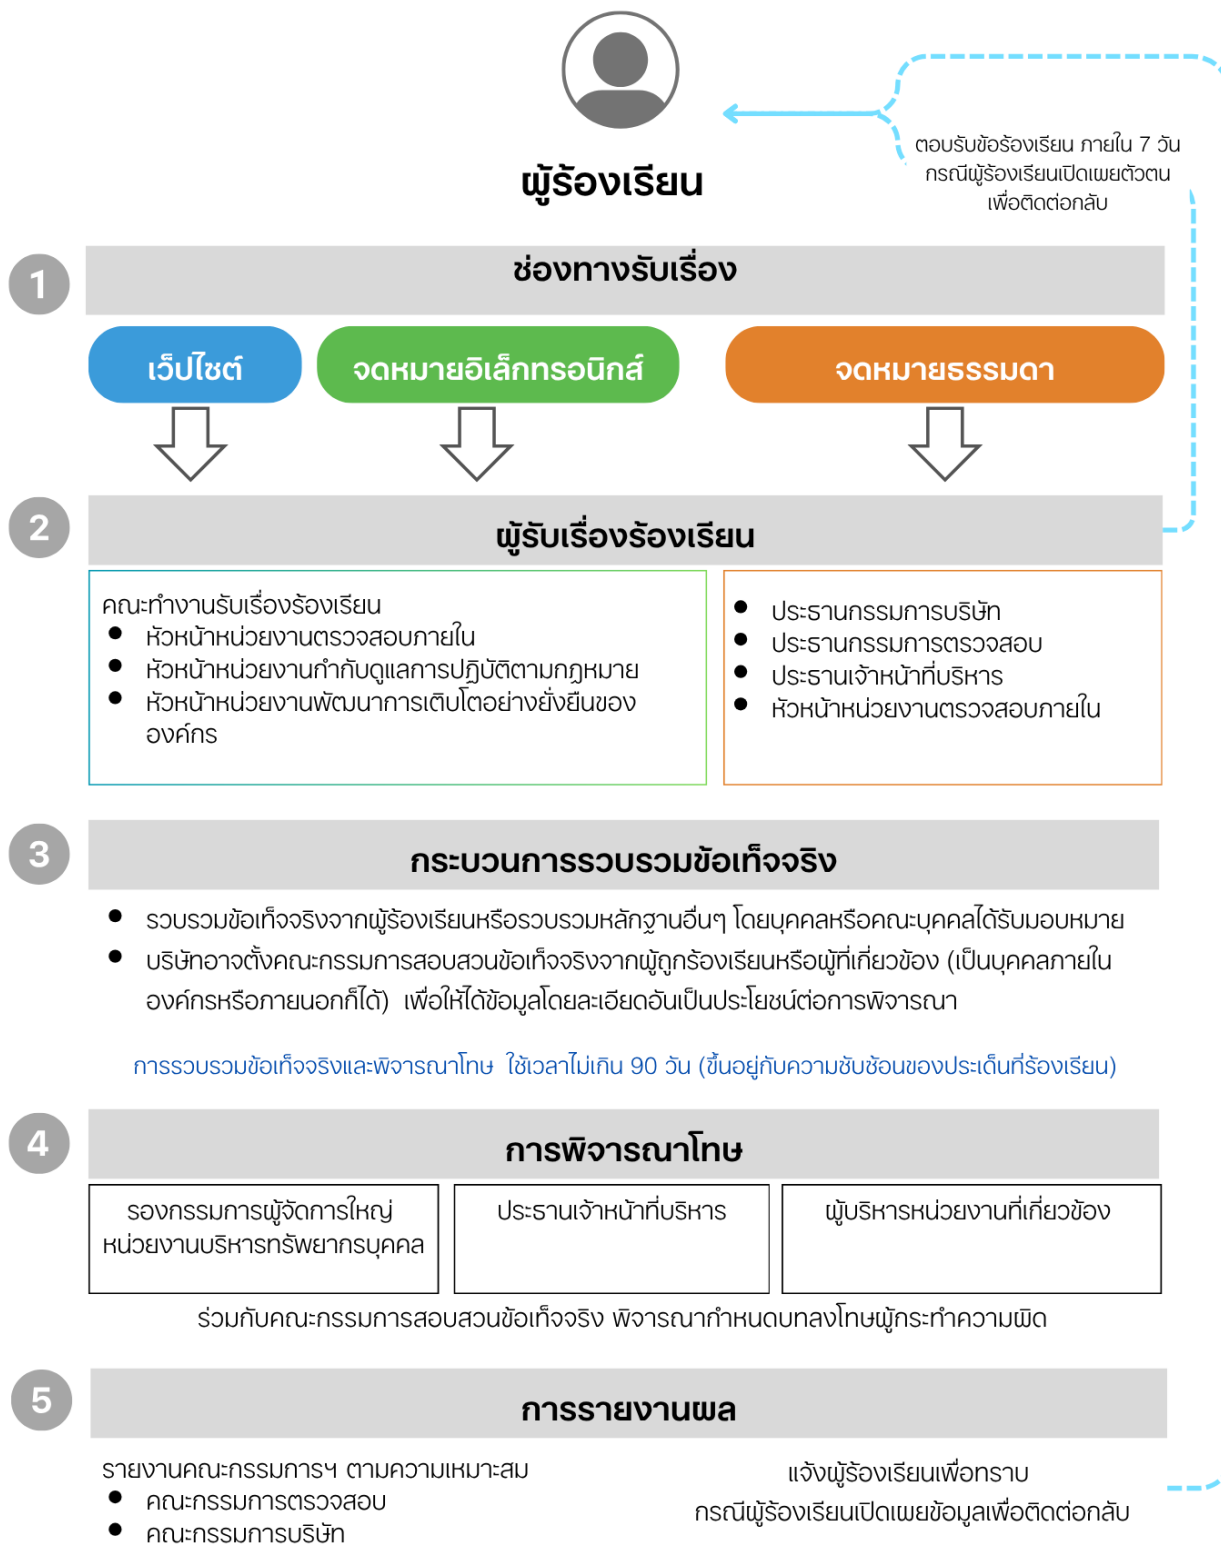 ผู้ร้องเรียน
ตอบรับข้อร้องเรียน ภายใน 7 วัน
กรณีผู้ร้องเรียนเปิดเผยตัวตน
เพื่อติดต่อกลับ
1
ช่องทางรับเรื่อง
เว็ปไซต์
จดหมายอิเล็กทรอนิกส์
จดหมายธรรมดา
2
ผู้รับเรื่องร้องเรียน
คณะทำงานรับเรื่องร้องเรียน
● หัวหน้าหน่วยงานตรวจสอบภายใน
● หัวหน้าหน่วยงานกำกับดูแลการปฏิบัติตามกฎหมาย
● หัวหน้าหน่วยงานพัฒนาการเติบโตอย่างยั่งยืนของ
องค์กร
● ประธานกรรมการบริษัท
● ประธานกรรมการตรวจสอบ
● ประธานเจ้าหน้าที่บริหาร
● หัวหน้าหน่วยงานตรวจสอบภายใน
3
กระบวนการรวบรวมข้อเท็จจริง
● รวบรวมข้อเท็จจริงจากผู้ร้องเรียนหรือรวบรวมหลักฐานอื่นๆ โดยบุคคลหรือคณะบุคคลได้รับมอบหมาย
● บริษัทอาจตั้งคณะกรรมการสอบสวนข้อเท็จจริงจากผู้ถูกร้องเรียนหรือผู้ที่เกี่ยวข้อง (เป็นบุคคลภายใน
องค์กรหรือภายนอกก็ได้) เพื่อให้ได้ข้อมูลโดยละเอียดอันเป็นประโยชน์ต่อการพิจารณา
การรวบรวมข้อเท็จจริงและพิจารณาโทษ ใช้เวลาไม่เกิน 90 วัน (ขึ้นอยู่กับความซับซ้อนของประเด็นที่ร้องเรียน)
4
การพิจารณาโทษ
รองกรรมการผู้จัดการใหญ่
หน่วยงานบริหารทรัพยากรบุคคล
ประธานเจ้าหน้าที่บริหาร
ผู้บริหารหน่วยงานที่เกี่ยวข้อง
ร่วมกับคณะกรรมการสอบสวนข้อเท็จจริง พิจารณากำหนดบทลงโทษผู้กระทำความผิด
5
การรายงานผล
รายงานคณะกรรมการฯ ตามความเหมาะสม
● คณะกรรมการตรวจสอบ
● คณะกรรมการบริษัท
แจ้งผู้ร้องเรียนเพื่อทราบ
กรณีผู้ร้องเรียนเปิดเผยข้อมูลเพื่อติดต่อกลับ